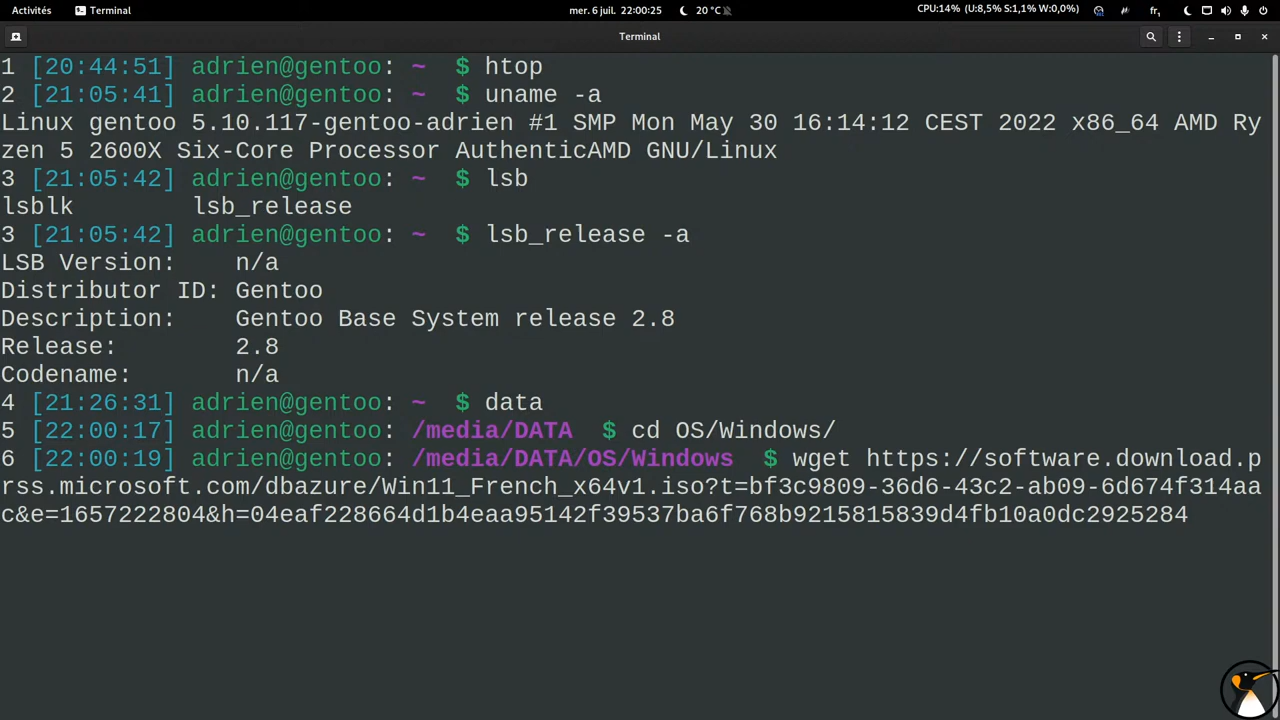 Activités Terminal mer. 6 juil. 22:00:25 20 °C CPU:14% (U:8,5% S:1,1% W:0,0%) fr₁
Terminal
1 [20:44:51] adrien@gentoo: ~ $ htop
2 [21:05:41] adrien@gentoo: ~ $ uname -a
Linux gentoo 5.10.117-gentoo-adrien #1 SMP Mon May 30 16:14:12 CEST 2022 x86_64 AMD Ry
zen 5 2600X Six-Core Processor AuthenticAMD GNU/Linux
3 [21:05:42] adrien@gentoo: ~ $ lsb
lsblk lsb_release
3 [21:05:42] adrien@gentoo: ~ $ lsb_release -a
LSB Version: n/a
Distributor ID: Gentoo
Description: Gentoo Base System release 2.8
Release: 2.8
Codename: n/a
4 [21:26:31] adrien@gentoo: ~ $ data
5 [22:00:17] adrien@gentoo: /media/DATA $ cd OS/Windows/
6 [22:00:19] adrien@gentoo: /media/DATA/OS/Windows $ wget https://software.download.p
rss.microsoft.com/dbazure/Win11_French_x64v1.iso?t=bf3c9809-36d6-43c2-ab09-6d674f314aa
c&e=1657222804&h=04eaf228664d1b4eaa95142f39537ba6f768b9215815839d4fb10a0dc2925284